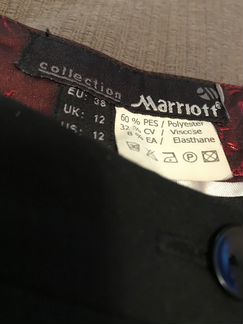 collection
Marriott
EU: 38
UK: 12
US: 12
60 % PES / Polyester
32 % CV / Viscose
8 % EA / Elasthane